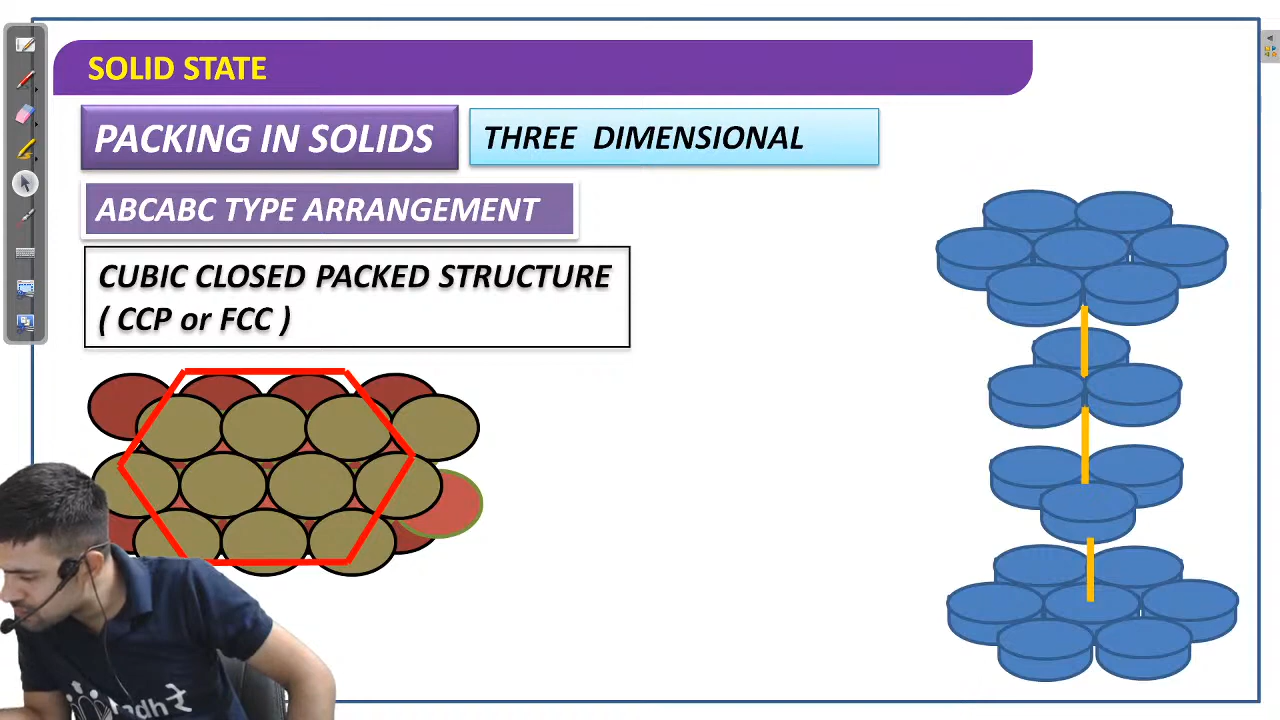 SOLID STATE
PACKING IN SOLIDS
THREE DIMENSIONAL
ABCABC TYPE ARRANGEMENT
CUBIC CLOSED PACKED STRUCTURE
( CCP or FCC )